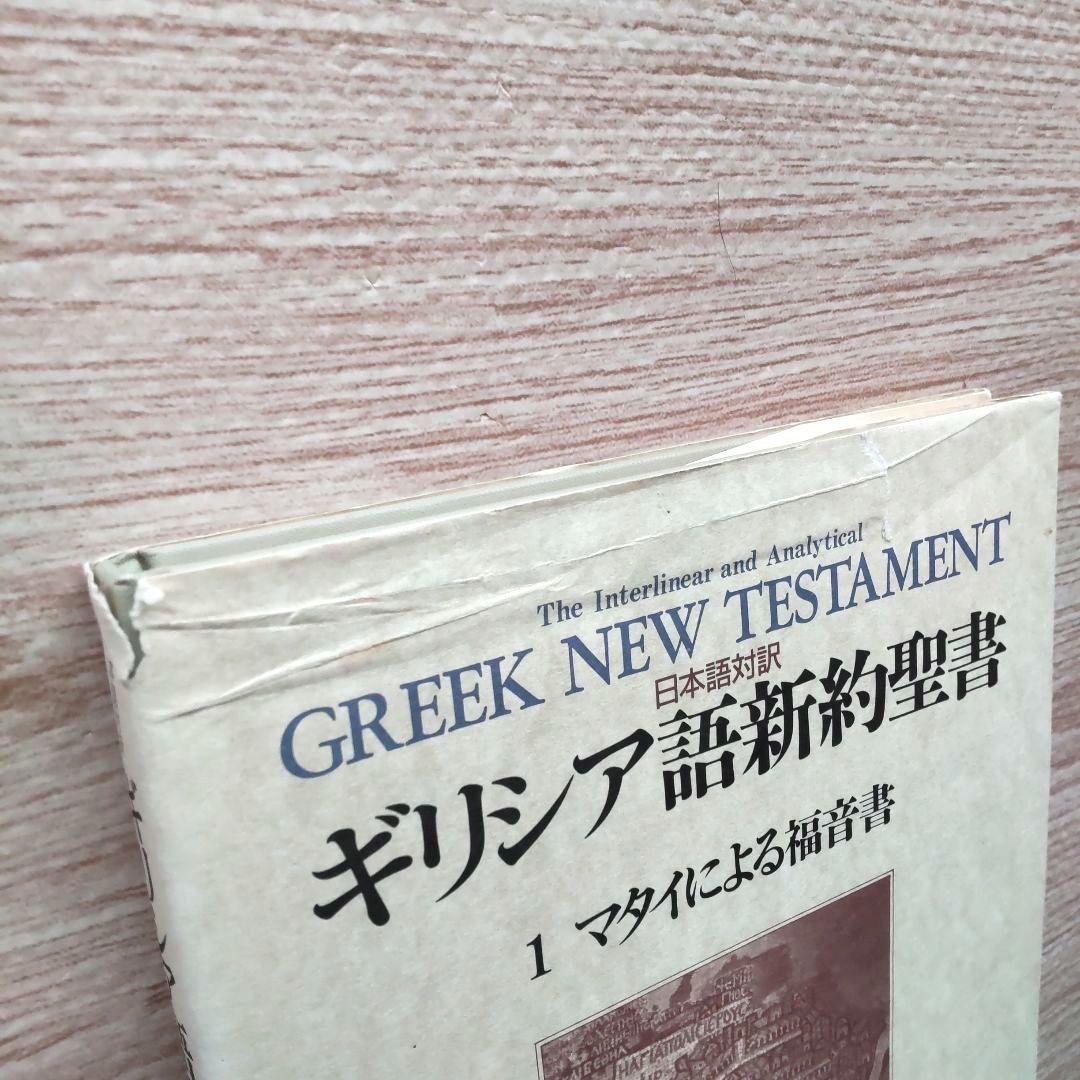 The Interlinear and Analytical
GREEK NEW TESTAMENT
日本語対訳
ギリシア語新約聖書
1 マタイによる福音書
ΗΑΓΙΑΠΟΛΙCΙΕΡΟΥC